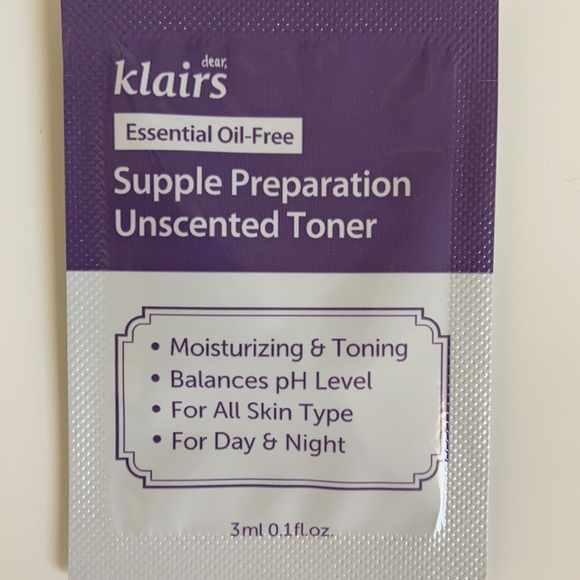 dear,
klairs
Essential Oil-Free
Supple Preparation
Unscented Toner
• Moisturizing & Toning
• Balances pH Level
• For All Skin Type
• For Day & Night
3ml 0.1fl.oz.